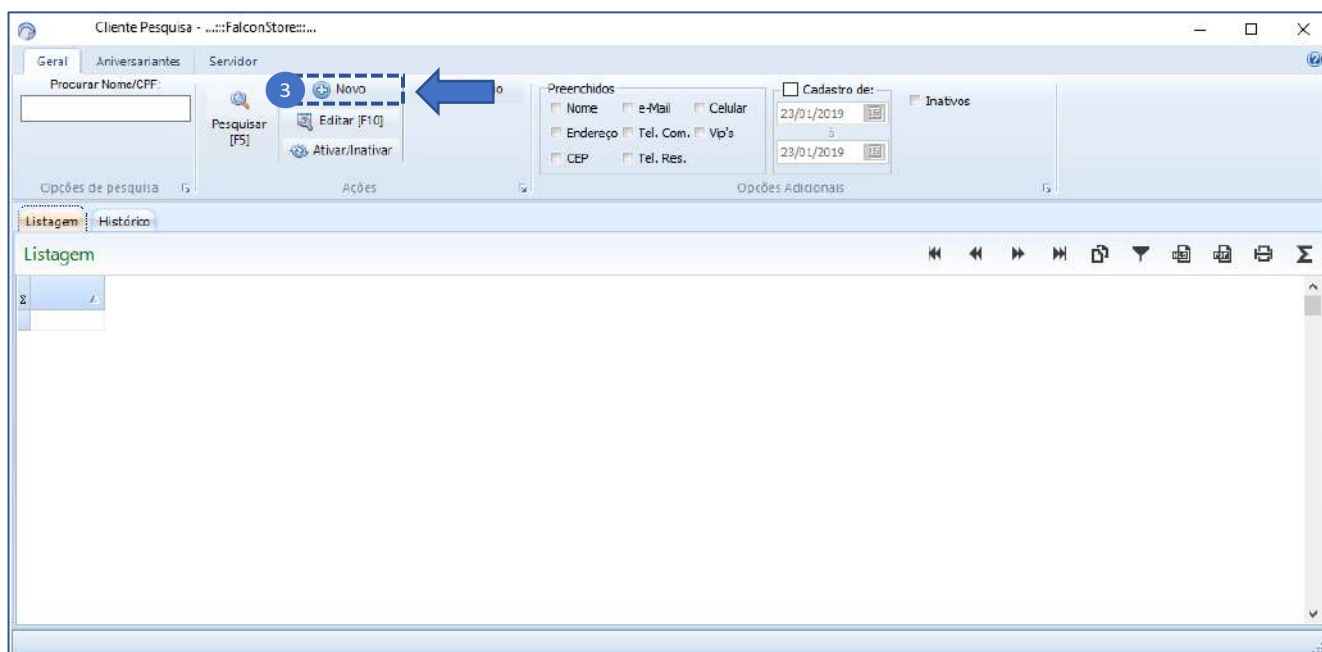 Cliente Pesquisa - ...:::FalconStore:::...
Geral Aniversariantes Servidor
Procurar Nome/CPF:
Pesquisar
[F5]
Opções de pesquisa
3 Novo
Editar [F10]
Ativar/Inativar
o
Ações
Preenchidos
Nome e-Mail Celular
Endereço Tel. Com. Vip's
CEP Tel. Res.
Cadastro de:
23/01/2019
à
23/01/2019
Inativos
Opções Adicionais
Listagem Histórico
Listagem
XLS PDF Σ
Σ